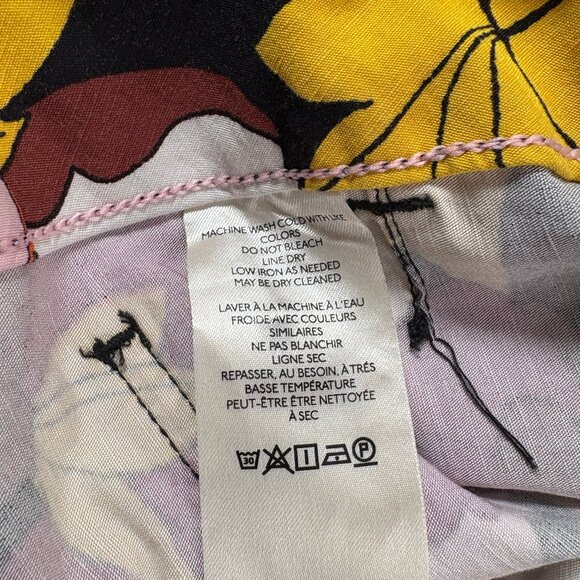 MACHINE WASH COLD WITH LIKE
COLORS
DO NOT BLEACH
LINE DRY
LOW IRON AS NEEDED
MAY BE DRY CLEANED
LAVER À LA MACHINE À L'EAU
FROIDE AVEC COULEURS
SIMILAIRES
NE PAS BLANCHIR
LIGNE SEC
REPASSER, AU BESOIN, À TRÉS
BASSE TEMPÉRATURE
PEUT-ÊTRE ÊTRE NETTOYÉE
À SEC
30 P